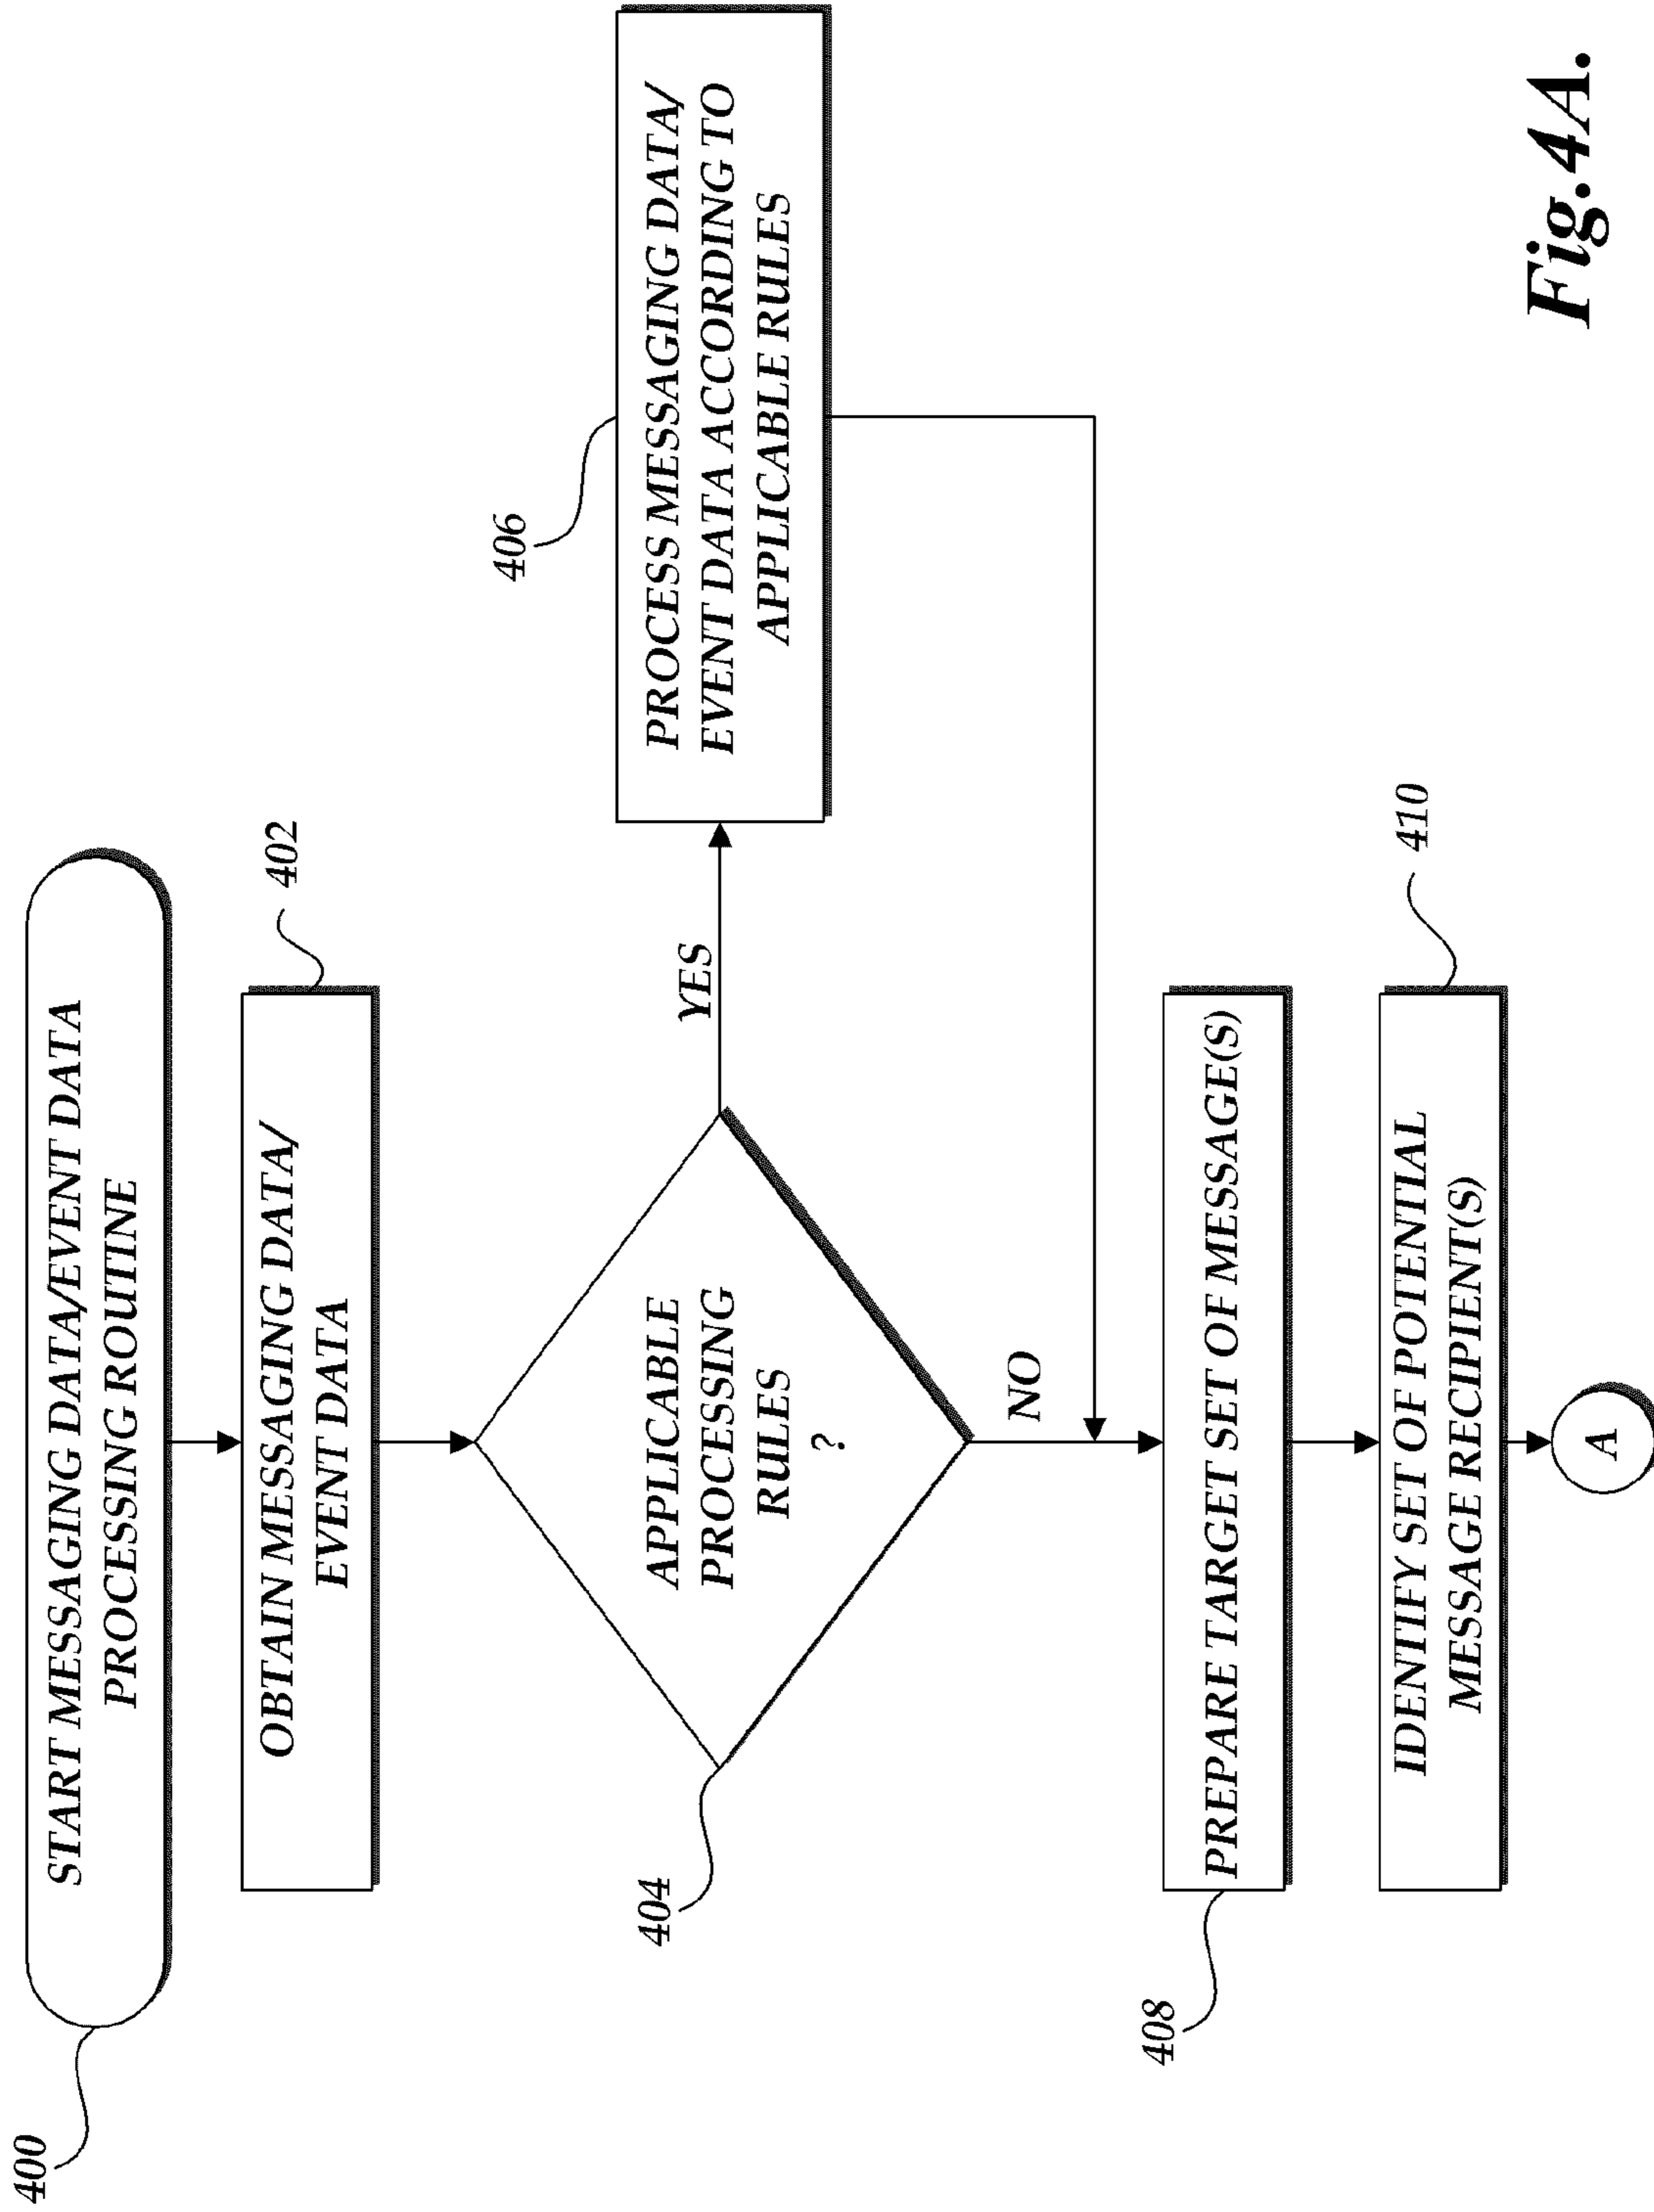 400
START MESSAGING DATA/EVENT DATA
PROCESSING ROUTINE
402
OBTAIN MESSAGING DATA/
EVENT DATA
404
APPLICABLE
PROCESSING
RULES
?
YES
406
PROCESS MESSAGING DATA/
EVENT DATA ACCORDING TO
APPLICABLE RULES
NO
408
PREPARE TARGET SET OF MESSAGE(S)
410
IDENTIFY SET OF POTENTIAL
MESSAGE RECIPIENT(S)
A
Fig.4A.